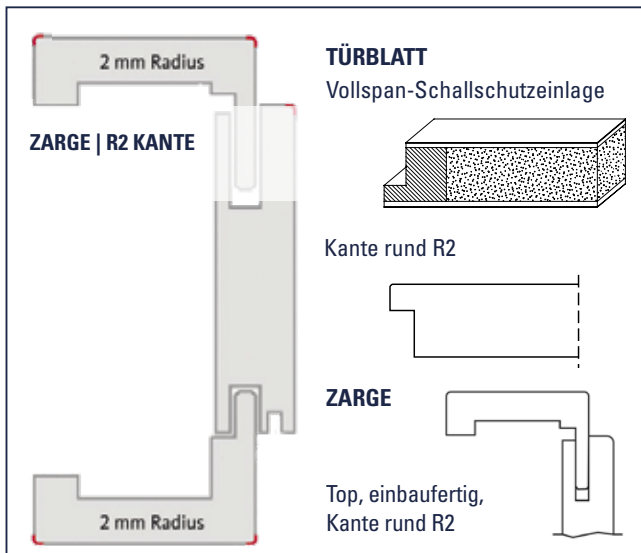 2 mm Radius
ZARGE | R2 KANTE
2 mm Radius
TÜRBLATT
Vollspan-Schallschutzeinlage
Kante rund R2
ZARGE
Top, einbaufertig,
Kante rund R2